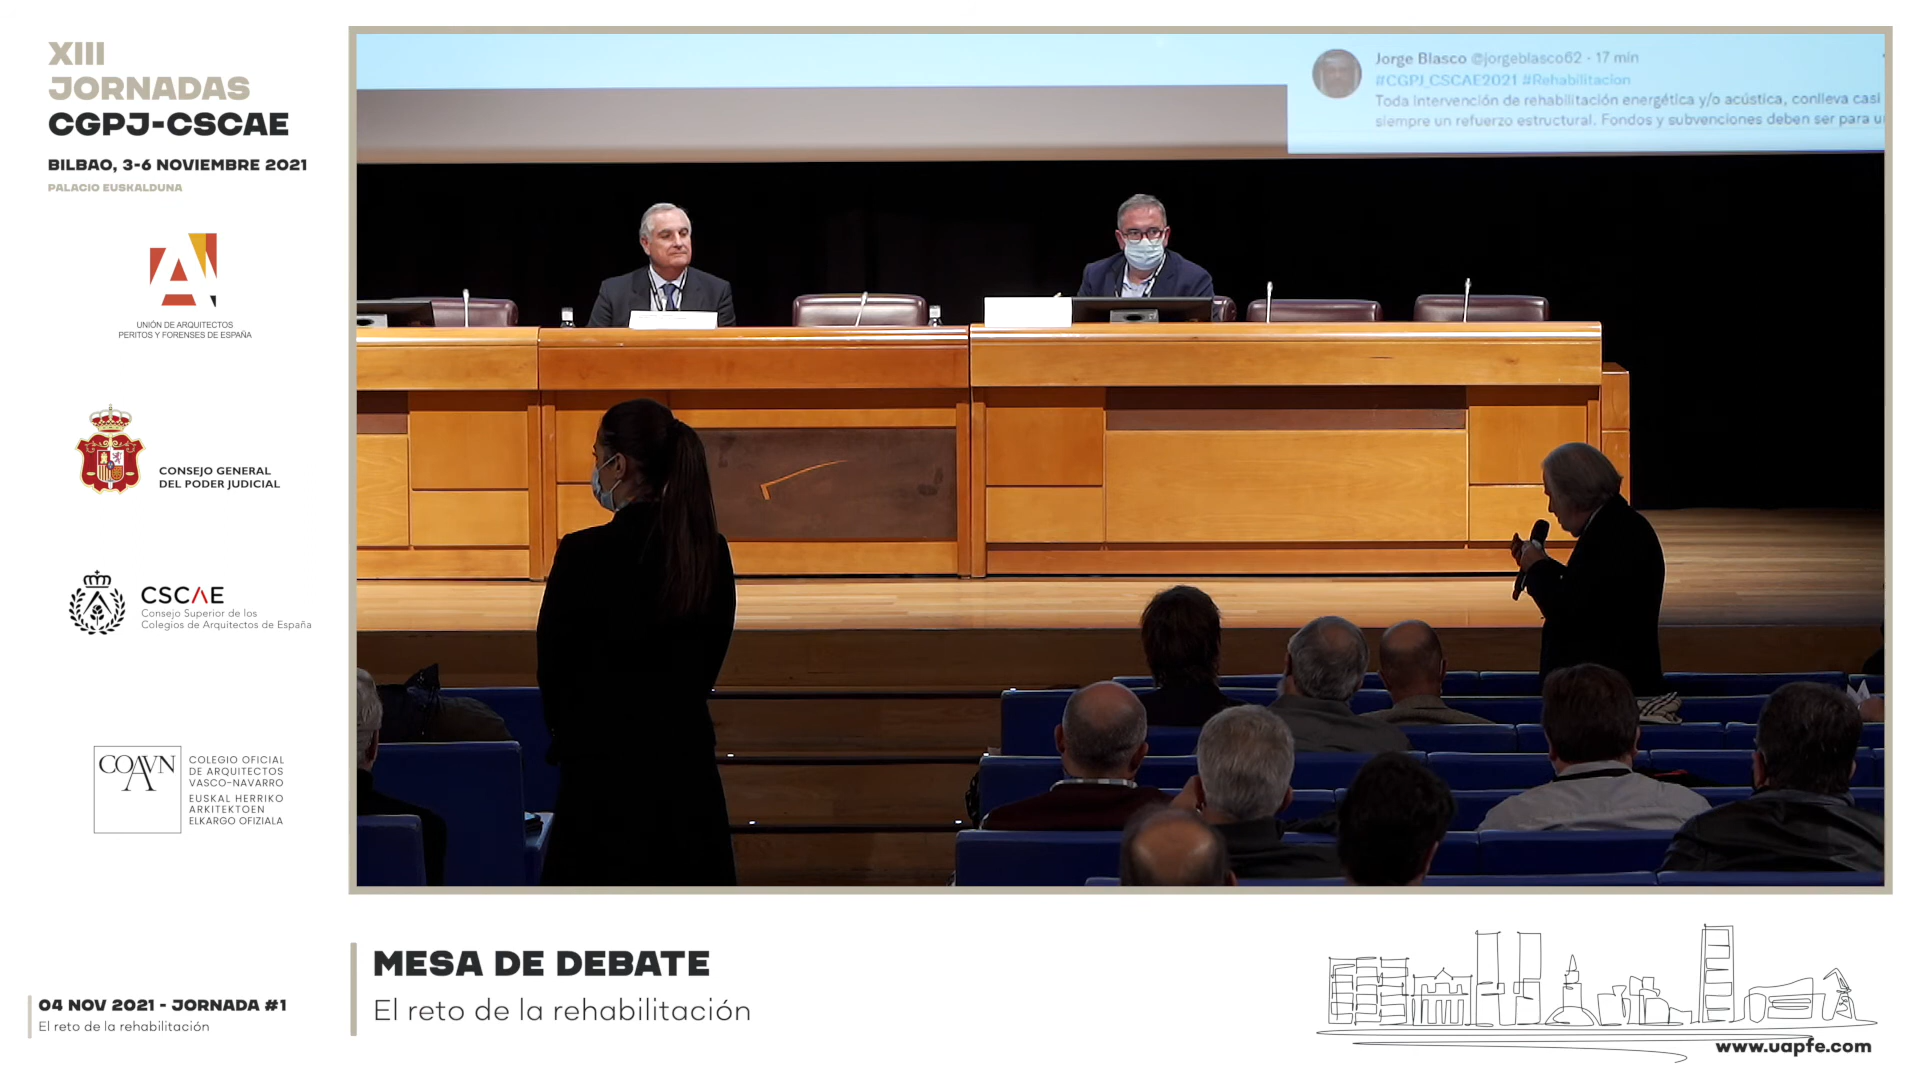 XIII
JORNADAS
CGPJ-CSCAE
BILBAO, 3-6 NOVIEMBRE 2021
PALACIO EUSKALDUNA
UNIÓN DE ARQUITECTOS
PERITOS Y FORENSES DE ESPAÑA
CONSEJO GENERAL
DEL PODER JUDICIAL
CSCAE
Consejo Superior de los
Colegios de Arquitectos de España
COAVN
COLEGIO OFICIAL
DE ARQUITECTOS
VASCO-NAVARRO
EUSKAL HERRIKO
ARKITEKTOEN
ELKARGO OFIZIALA
04 NOV 2021 - JORNADA #1
El reto de la rehabilitación
Jorge Blasco @jorgeblasco62 - 17 min
#CGPJ_CSCAE2021 #Rehabilitacion
Toda intervención de rehabilitación energética y/o acústica, conlleva casi
siempre un refuerzo estructural. Fondos y subvenciones deben ser para
MESA DE DEBATE
El reto de la rehabilitación
www.uapfe.com